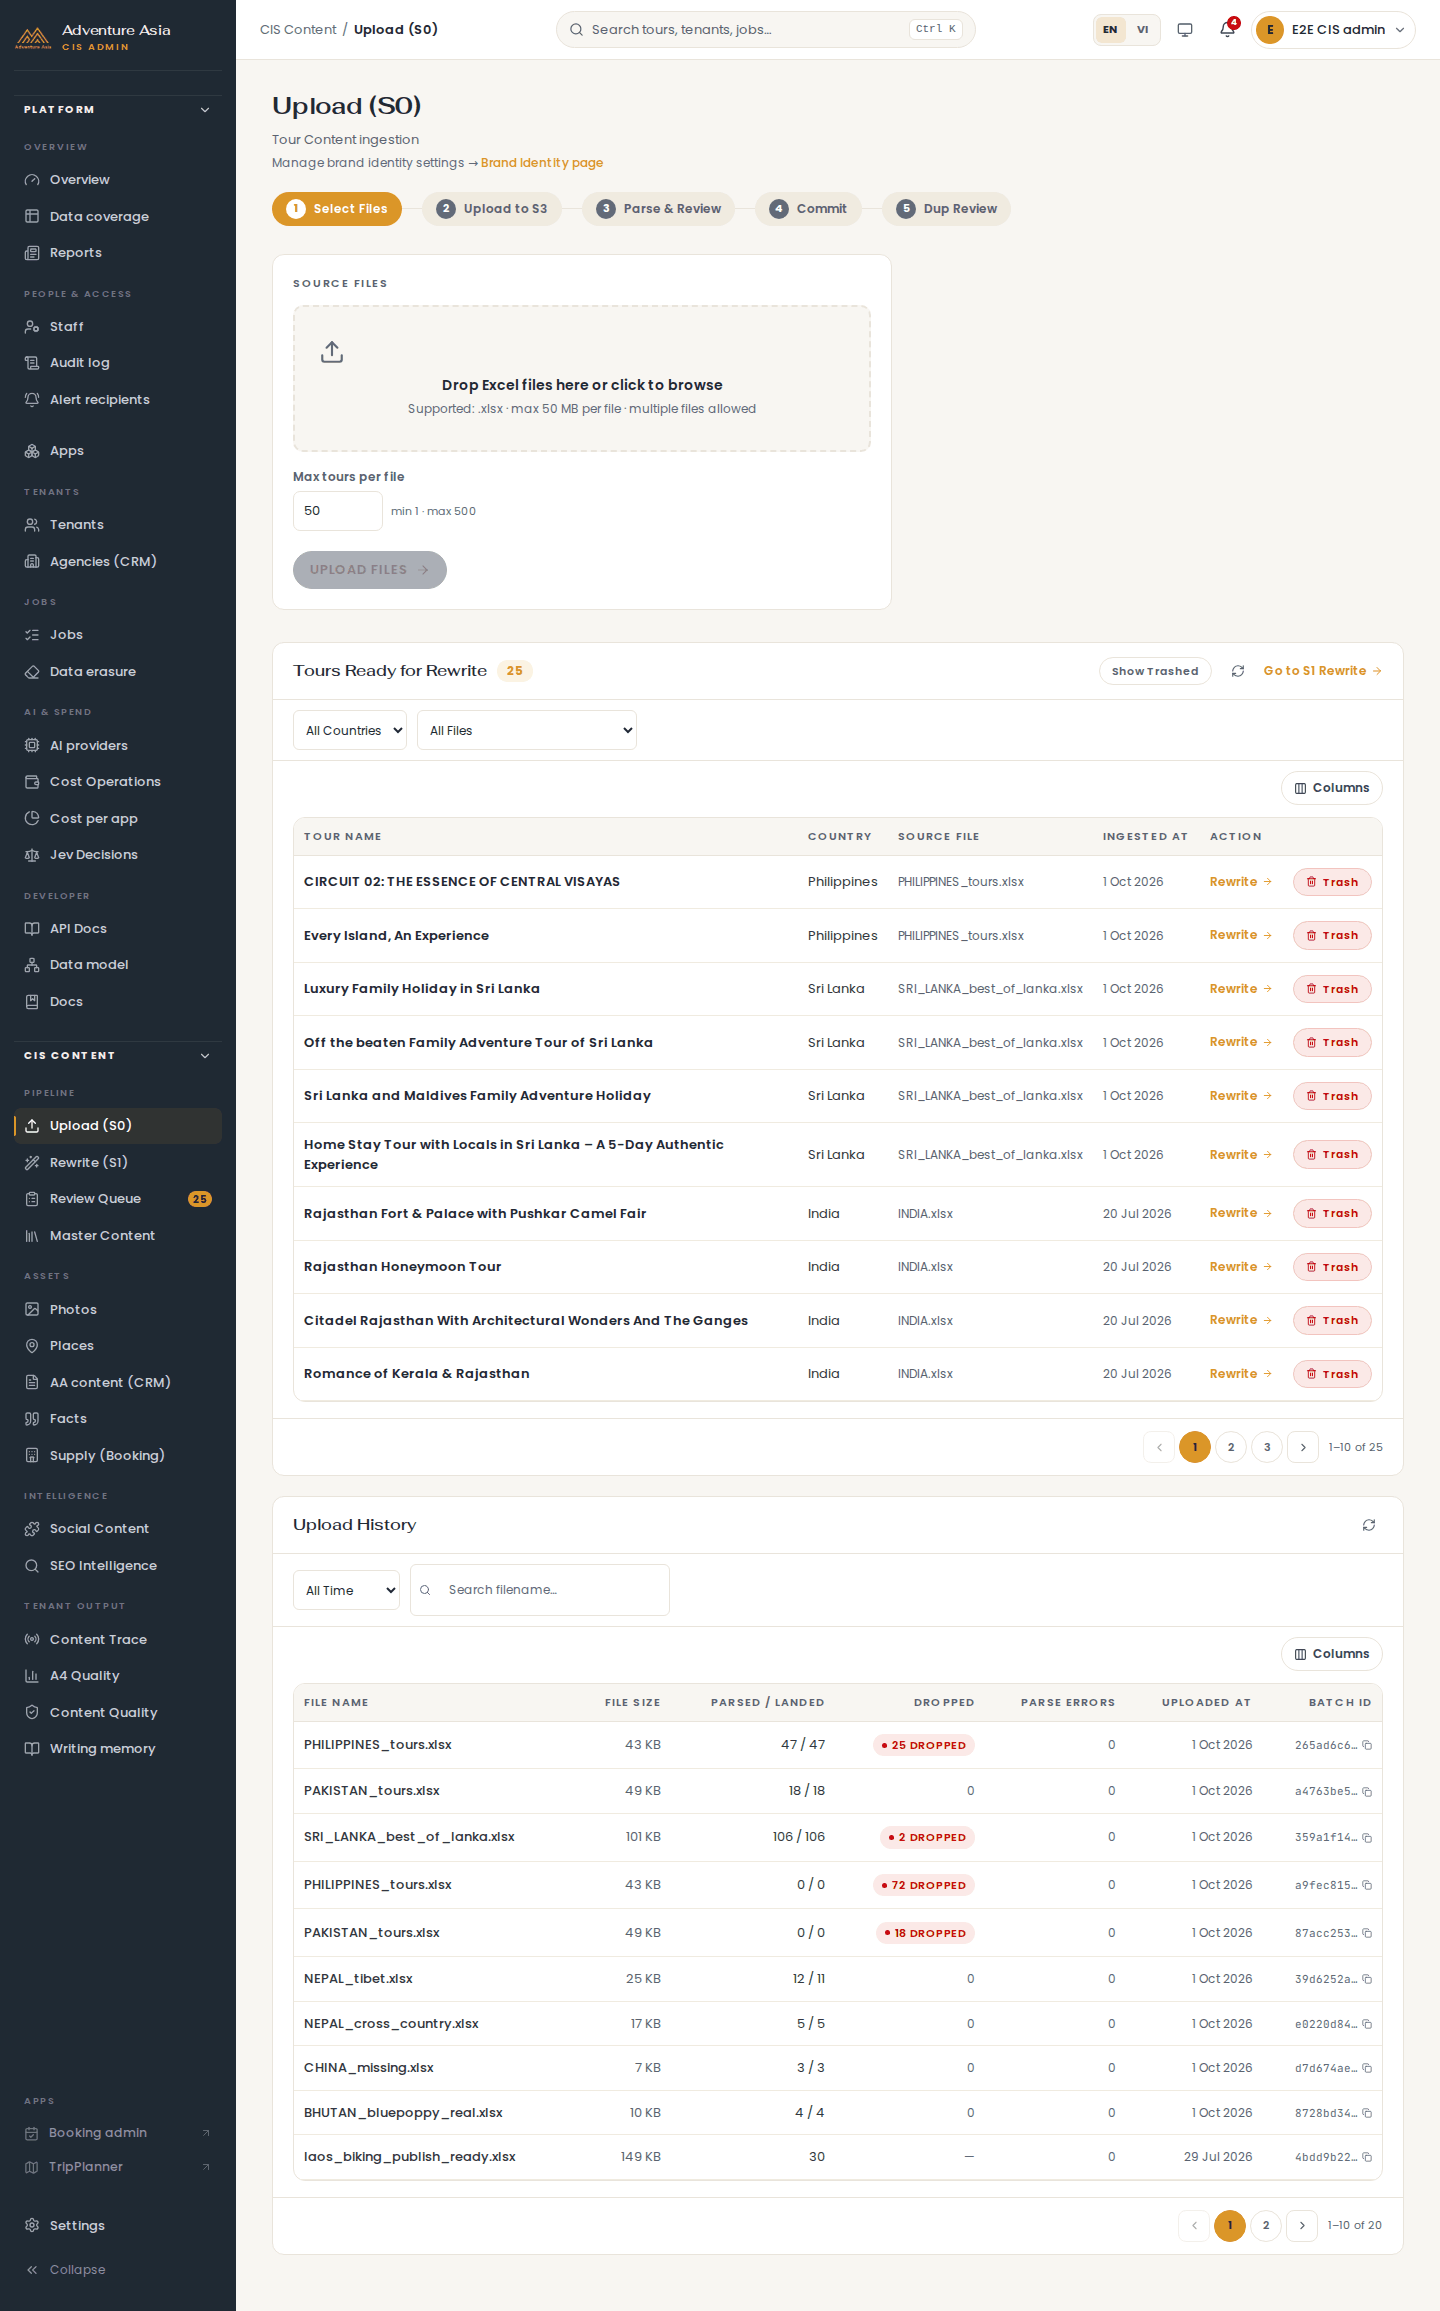 Adventure Asia
CIS ADMIN
CIS Content / Upload (S0)
Search tours, tenants, jobs...
Ctrl K
EN
VI
4
E
E2E CIS admin
PLATFORM
OVERVIEW
Overview
Data coverage
Reports
PEOPLE & ACCESS
Staff
Audit log
Alert recipients
Apps
TENANTS
Tenants
Agencies (CRM)
JOBS
Jobs
Data erasure
AI & SPEND
AI providers
Cost Operations
Cost per app
Jev Decisions
DEVELOPER
API Docs
Data model
Docs
CIS CONTENT
PIPELINE
Upload (S0)
Rewrite (S1)
Review Queue 25
Master Content
ASSETS
Photos
Places
AA content (CRM)
Facts
Supply (Booking)
INTELLIGENCE
Social Content
SEO Intelligence
TENANT OUTPUT
Content Trace
A4 Quality
Content Quality
Writing memory
APPS
Booking admin
TripPlanner
Settings
Collapse
Upload (S0)
Tour Content ingestion
Manage brand identity settings → Brand Identity page
1 Select Files
2 Upload to S3
3 Parse & Review
4 Commit
5 Dup Review
SOURCE FILES
Drop Excel files here or click to browse
Supported: .xlsx · max 50 MB per file · multiple files allowed
Max tours per file
50
min 1 · max 500
UPLOAD FILES →
Tours Ready for Rewrite 25
Show Trashed
Go to S1 Rewrite →
All Countries
All Files
Columns
TOUR NAME COUNTRY SOURCE FILE INGESTED AT ACTION
CIRCUIT 02: THE ESSENCE OF CENTRAL VISAYAS Philippines PHILIPPINES_tours.xlsx 1 Oct 2026 Rewrite → Trash
Every Island, An Experience Philippines PHILIPPINES_tours.xlsx 1 Oct 2026 Rewrite → Trash
Luxury Family Holiday in Sri Lanka Sri Lanka SRI_LANKA_best_of_lanka.xlsx 1 Oct 2026 Rewrite → Trash
Off the beaten Family Adventure Tour of Sri Lanka Sri Lanka SRI_LANKA_best_of_lanka.xlsx 1 Oct 2026 Rewrite → Trash
Sri Lanka and Maldives Family Adventure Holiday Sri Lanka SRI_LANKA_best_of_lanka.xlsx 1 Oct 2026 Rewrite → Trash
Home Stay Tour with Locals in Sri Lanka – A 5-Day Authentic
Experience Sri Lanka SRI_LANKA_best_of_lanka.xlsx 1 Oct 2026 Rewrite → Trash
Rajasthan Fort & Palace with Pushkar Camel Fair India INDIA.xlsx 20 Jul 2026 Rewrite → Trash
Rajasthan Honeymoon Tour India INDIA.xlsx 20 Jul 2026 Rewrite → Trash
Citadel Rajasthan With Architectural Wonders And The Ganges India INDIA.xlsx 20 Jul 2026 Rewrite → Trash
Romance of Kerala & Rajasthan India INDIA.xlsx 20 Jul 2026 Rewrite → Trash
1 2 3 1–10 of 25
Upload History
All Time
Search filename...
Columns
FILE NAME FILE SIZE PARSED / LANDED DROPPED PARSE ERRORS UPLOADED AT BATCH ID
PHILIPPINES_tours.xlsx 43 KB 47 / 47 25 DROPPED 0 1 Oct 2026 265ad6c6…
PAKISTAN_tours.xlsx 49 KB 18 / 18 0 0 1 Oct 2026 a4763be5…
SRI_LANKA_best_of_lanka.xlsx 101 KB 106 / 106 2 DROPPED 0 1 Oct 2026 359a1f14…
PHILIPPINES_tours.xlsx 43 KB 0 / 0 72 DROPPED 0 1 Oct 2026 a9fec815…
PAKISTAN_tours.xlsx 49 KB 0 / 0 18 DROPPED 0 1 Oct 2026 87acc253…
NEPAL_tibet.xlsx 25 KB 12 / 11 0 0 1 Oct 2026 39d6252a…
NEPAL_cross_country.xlsx 17 KB 5 / 5 0 0 1 Oct 2026 e0220d84…
CHINA_missing.xlsx 7 KB 3 / 3 0 0 1 Oct 2026 d7d674ae…
BHUTAN_bluepoppy_real.xlsx 10 KB 4 / 4 0 0 1 Oct 2026 8728bd34…
laos_biking_publish_ready.xlsx 149 KB 30 — 0 29 Jul 2026 4bdd9b22…
1 2 1–10 of 20